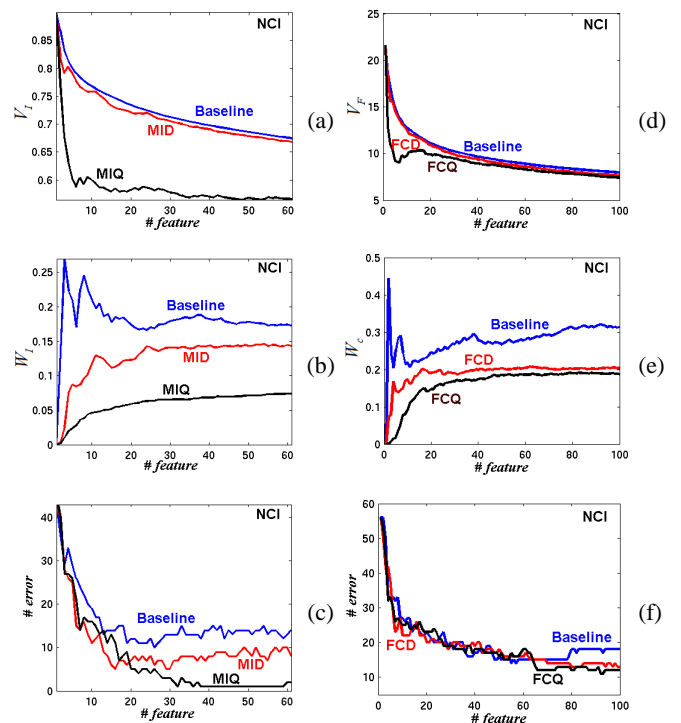 NCI
0.85
0.8
0.75
0.7
0.65
0.6
V_I
Baseline
MID
MIQ
10 20 30 40 50 60
# feature
(a)
NCI
25
20
15
10
5
V_F
Baseline
FCD
FCQ
0 20 40 60 80 100
# feature
(d)
NCI
0.25
0.2
0.15
0.1
0.05
0
W_I
Baseline
MID
MIQ
10 20 30 40 50 60
# feature
(b)
NCI
0.5
0.4
0.3
0.2
0.1
0
W_c
Baseline
FCD
FCQ
0 20 40 60 80 100
# feature
(e)
NCI
40
30
20
10
0
# error
Baseline
MID
MIQ
10 20 30 40 50 60
# feature
(c)
NCI
60
50
40
30
20
10
# error
Baseline
FCD
FCQ
0 20 40 60 80 100
# feature
(f)